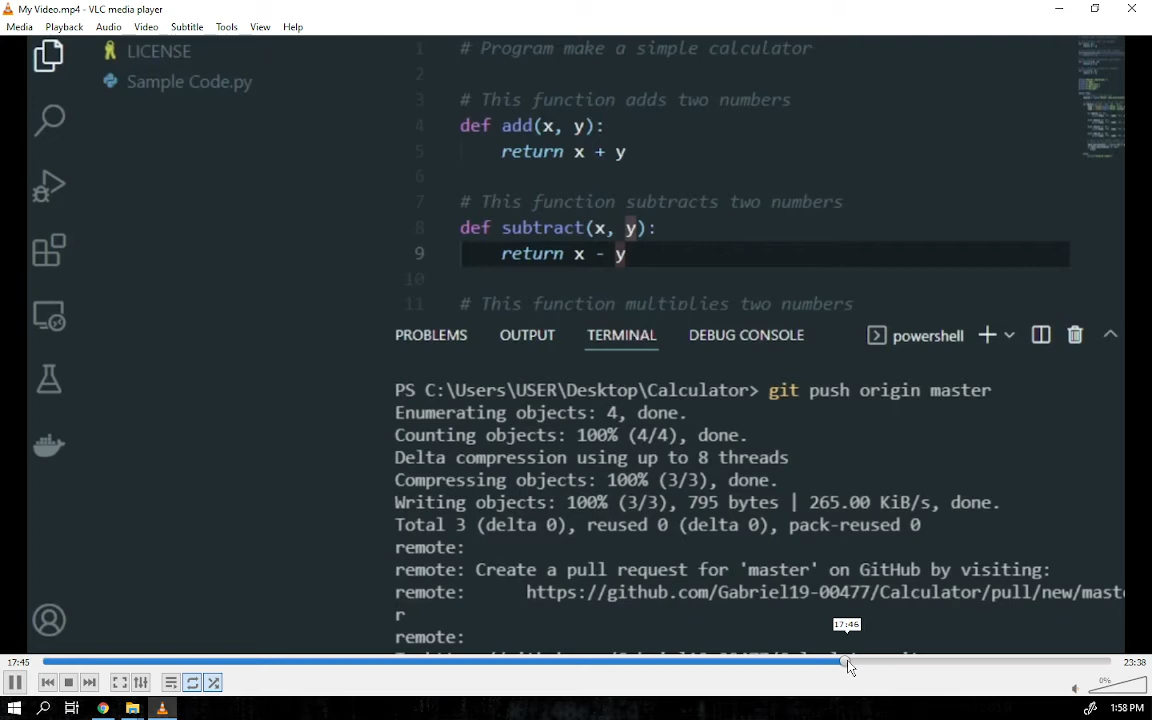 My Video.mp4 - VLC media player
Media Playback Audio Video Subtitle Tools View Help
LICENSE
Sample Code.py
1 # Program make a simple calculator
2
3 # This function adds two numbers
4 def add(x, y):
5 return x + y
6
7 # This function subtracts two numbers
8 def subtract(x, y):
9 return x - y
10
11 # This function multiplies two numbers
PROBLEMS OUTPUT TERMINAL DEBUG CONSOLE powershell
PS C:\Users\USER\Desktop\Calculator> git push origin master
Enumerating objects: 4, done.
Counting objects: 100% (4/4), done.
Delta compression using up to 8 threads
Compressing objects: 100% (3/3), done.
Writing objects: 100% (3/3), 795 bytes | 265.00 KiB/s, done.
Total 3 (delta 0), reused 0 (delta 0), pack-reused 0
remote:
remote: Create a pull request for 'master' on GitHub by visiting:
remote: https://github.com/Gabriel19-00477/Calculator/pull/new/maste
r
remote:
17:46
17:45 23:38
0%
1:58 PM